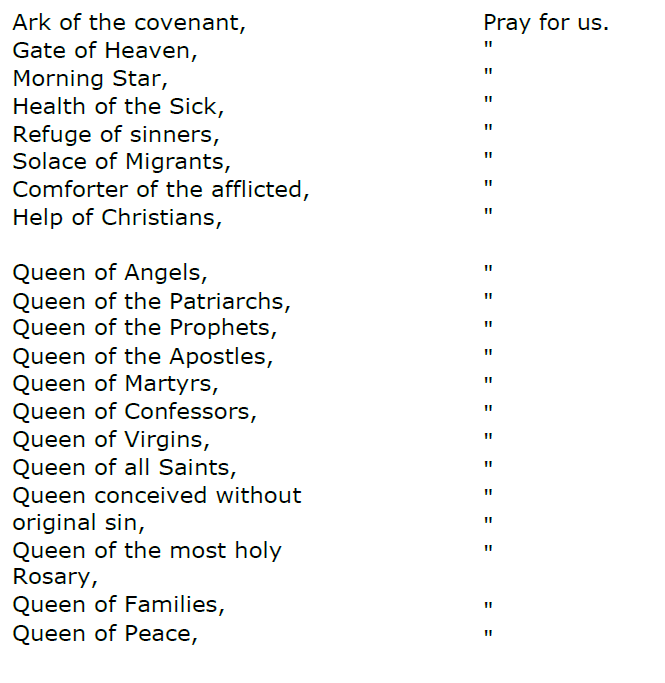 Ark of the covenant, Pray for us.
Gate of Heaven, "
Morning Star, "
Health of the Sick, "
Refuge of sinners, "
Solace of Migrants, "
Comforter of the afflicted, "
Help of Christians, "
Queen of Angels, "
Queen of the Patriarchs, "
Queen of the Prophets, "
Queen of the Apostles, "
Queen of Martyrs, "
Queen of Confessors, "
Queen of Virgins, "
Queen of all Saints, "
Queen conceived without "
original sin, "
Queen of the most holy "
Rosary,
Queen of Families, "
Queen of Peace, "